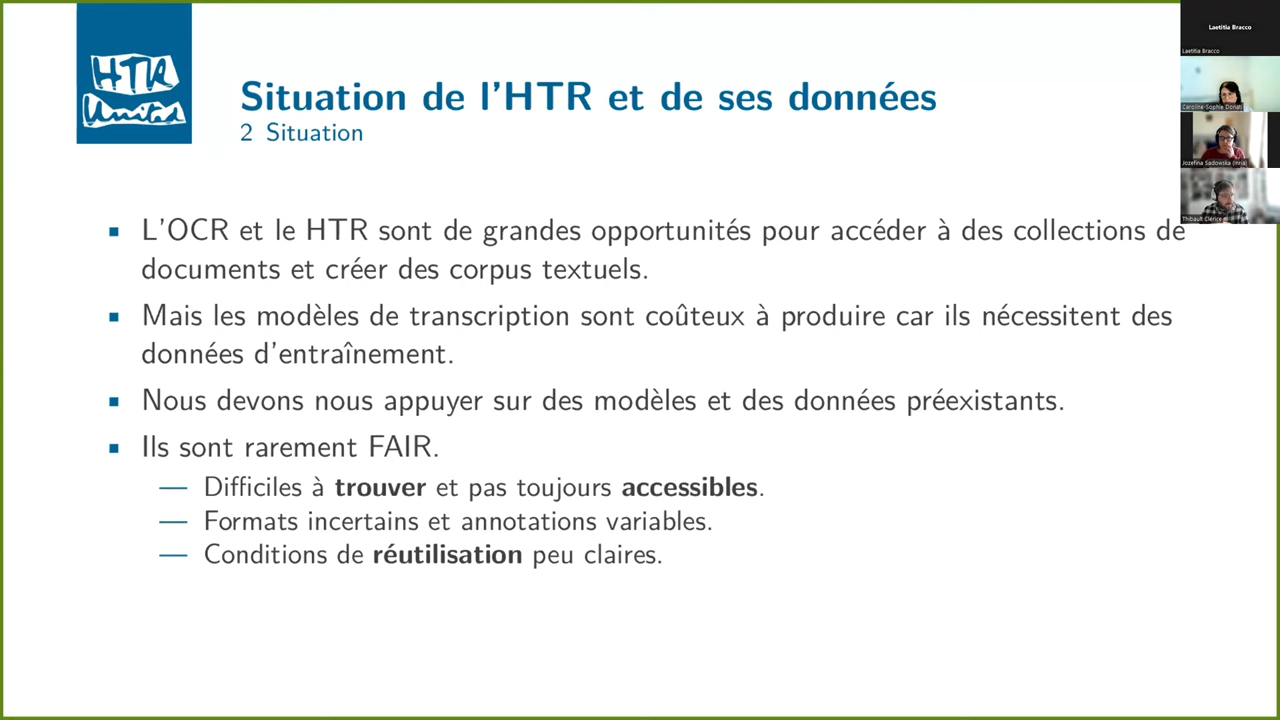 HTR
United
Situation de l'HTR et de ses données
2 Situation
▪ L'OCR et le HTR sont de grandes opportunités pour accéder à des collections de
documents et créer des corpus textuels.
▪ Mais les modèles de transcription sont coûteux à produire car ils nécessitent des
données d'entraînement.
▪ Nous devons nous appuyer sur des modèles et des données préexistants.
▪ Ils sont rarement FAIR.
— Difficiles à trouver et pas toujours accessibles.
— Formats incertains et annotations variables.
— Conditions de réutilisation peu claires.
Laetitia Bracco
Laetitia Bracco
Caroline-Sophie Donati
Jozefina Sadowska (Inria)
Thibault Clérice